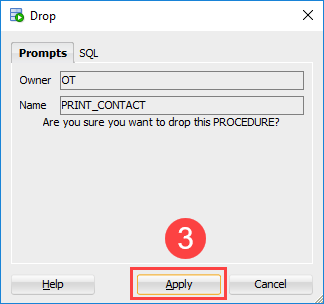 Drop
Prompts SQL
Owner OT
Name PRINT_CONTACT
Are you sure you want to drop this PROCEDURE?
3
Help Apply Cancel